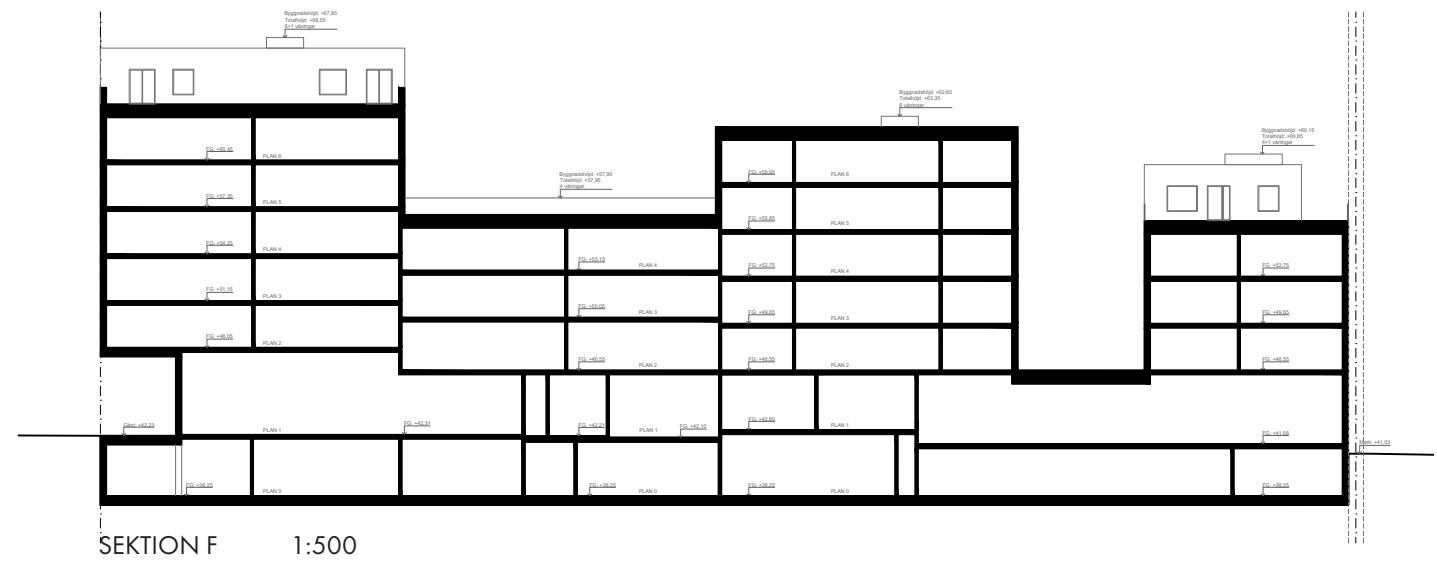 Byggnadshöjd: +67,85
Totalhöjd: +68,55
6+1 våningar
Byggnadshöjd: +62,65
Totalhöjd: +63,35
6 våningar
Byggnadshöjd: +60,15
Totalhöjd: +60,85
4+1 våningar
Byggnadshöjd: +57,95
Totalhöjd: +57,95
4 våningar
FG: +60,45
PLAN 6
FG: +58,95
PLAN 6
FG: +57,35
PLAN 5
FG: +55,85
PLAN 5
FG: +54,25
PLAN 4
FG: +53,15
PLAN 4
FG: +52,75
PLAN 4
FG: +52,75
FG: +51,15
PLAN 3
FG: +50,05
PLAN 3
FG: +49,65
PLAN 3
FG: +49,65
FG: +48,05
PLAN 2
FG: +46,55
PLAN 2
FG: +46,55
PLAN 2
FG: +46,55
+42,23
PLAN 1
FG: +42,31
FG: +42,21
PLAN 1
FG: +42,10
FG: +42,60
PLAN 1
FG: +41,68
Mark: +41,03
FG: +38,25
PLAN 0
FG: +38,25
PLAN 0
FG: +38,25
PLAN 0
FG: +38,25
SEKTION F 1:500